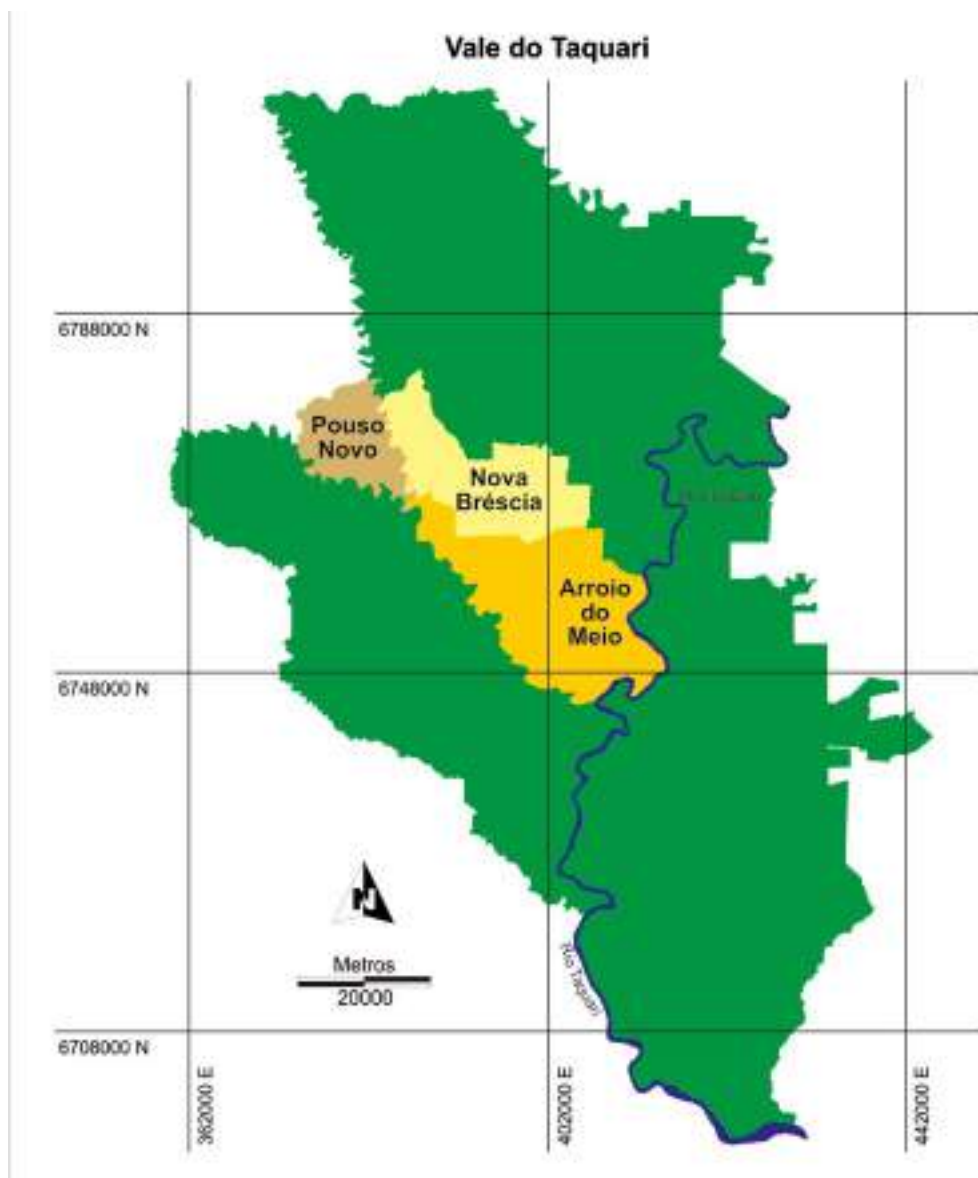 Vale do Taquari
6788000 N
Pouso
Novo
Nova
Bréscia
Arroio
do
Meio
6748000 N
N
Metros
20000
Rio Taquari
6708000 N
362000 E
402000 E
442000 E